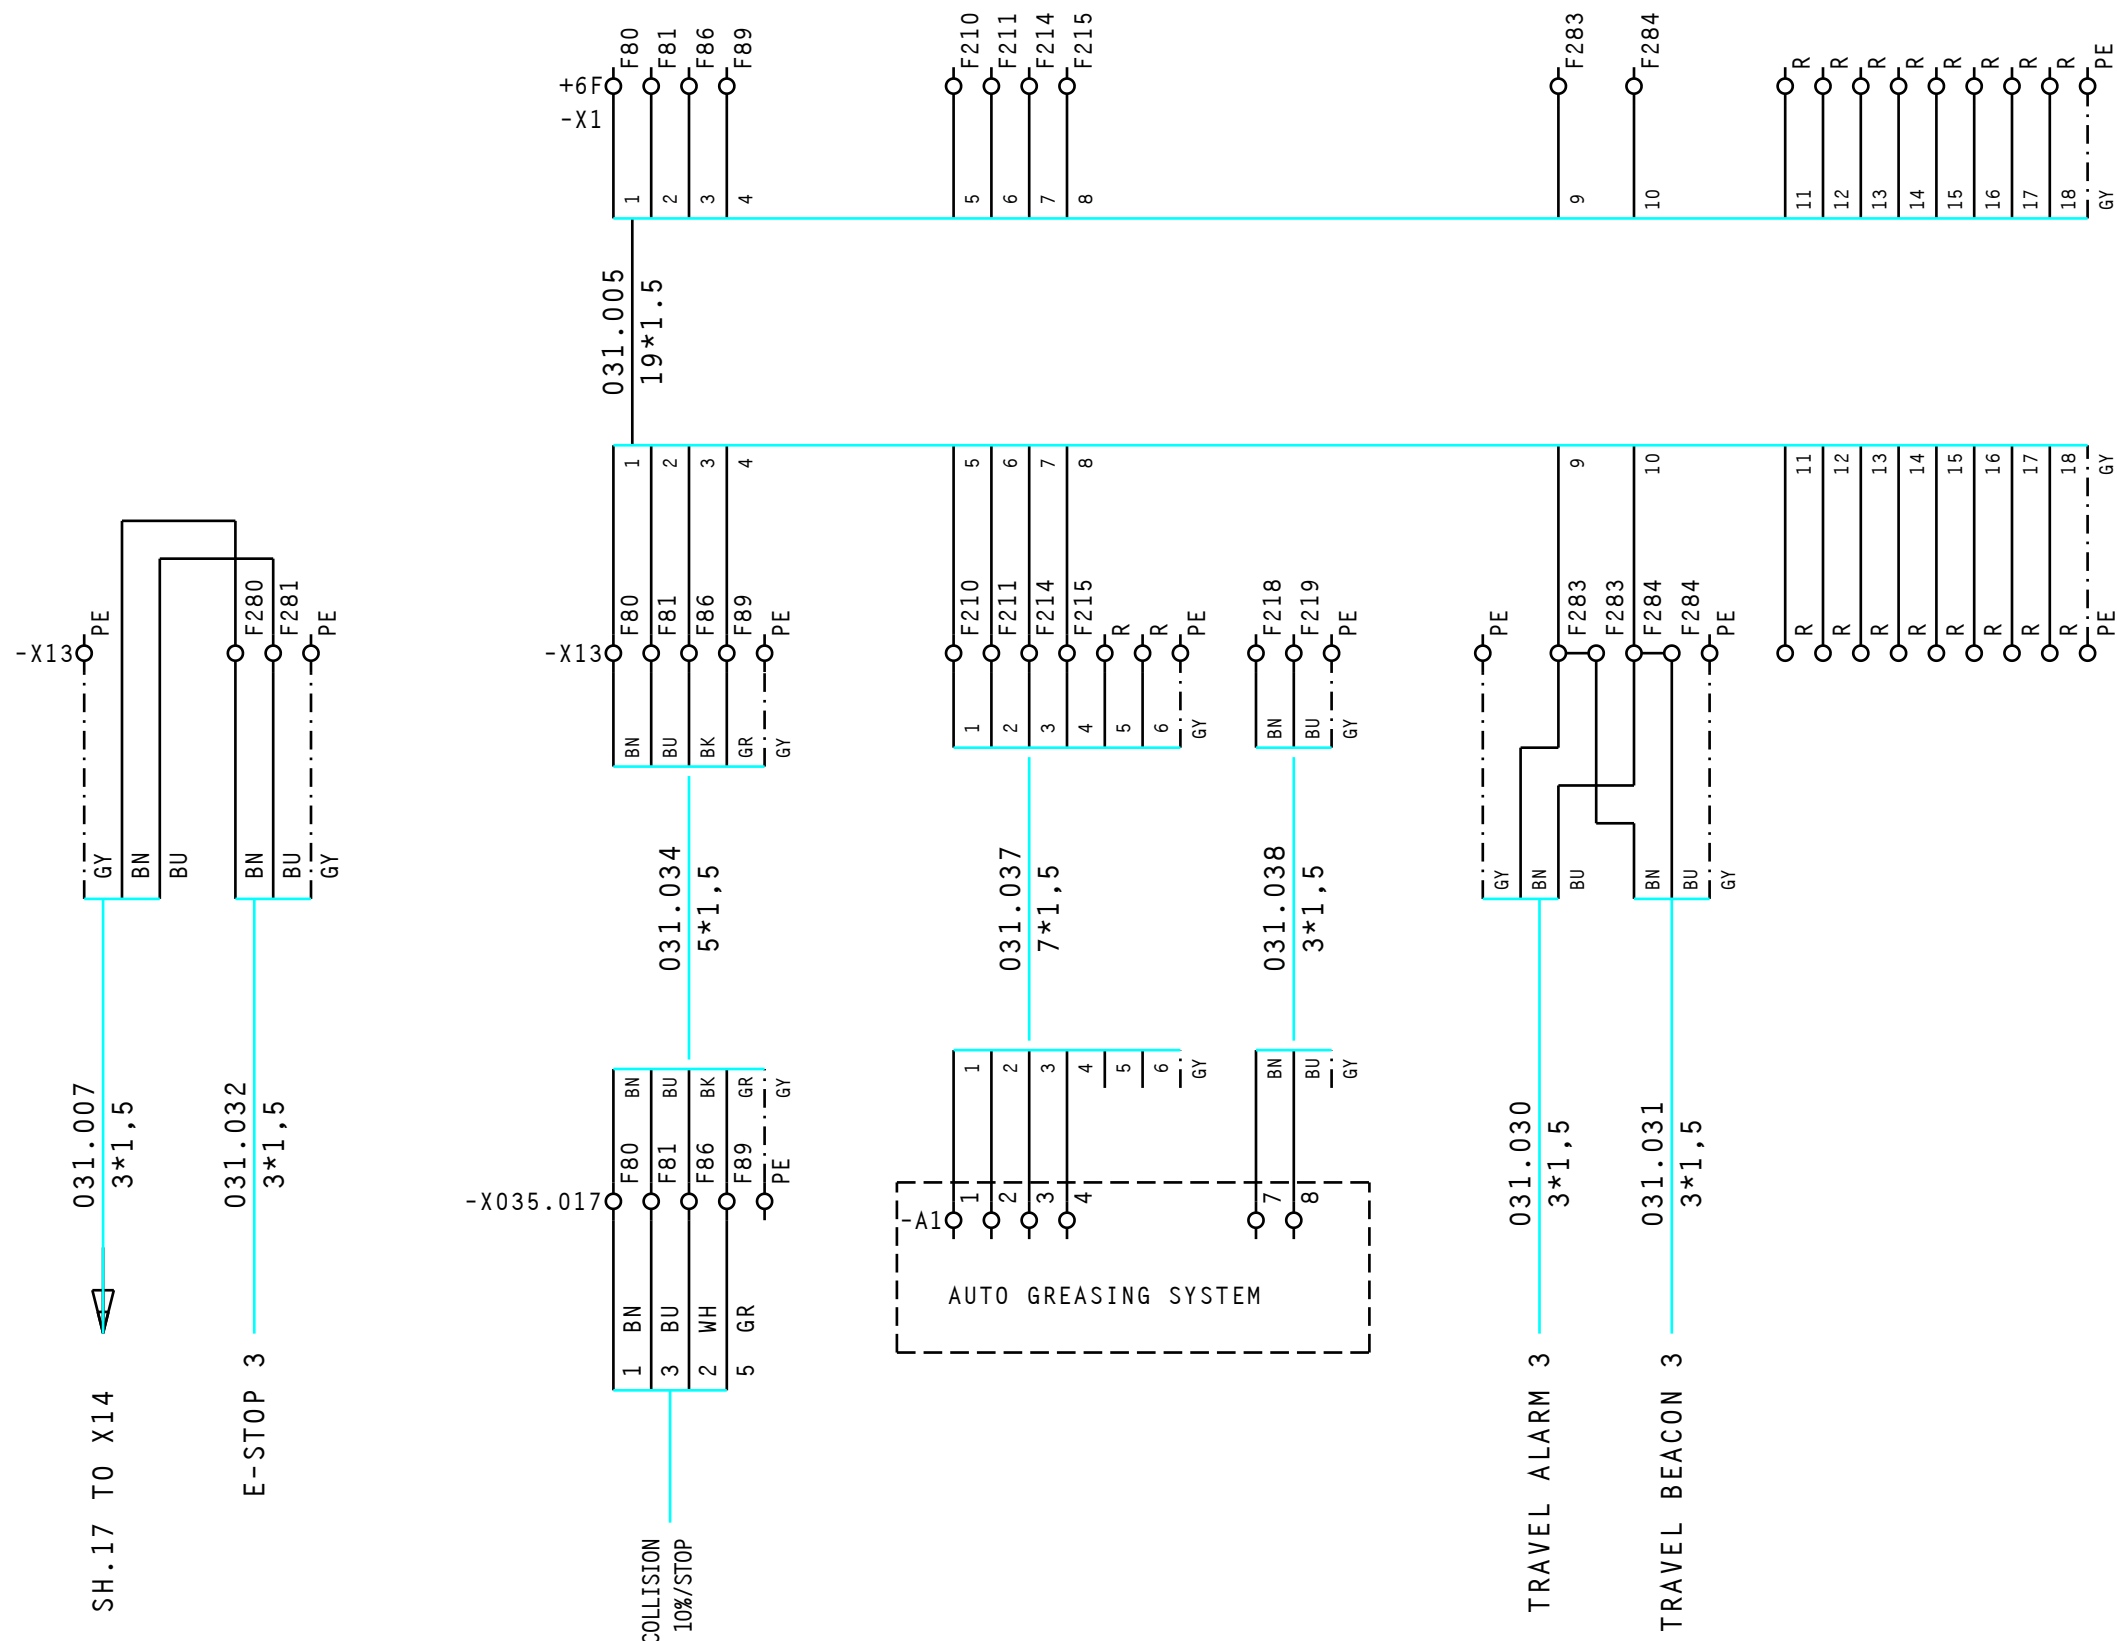 F80 F81 F86 F89 F210 F211 F214 F215 F283 F284 R R R R R R R R PE
+6F
-X1
1 2 3 4 5 6 7 8 9 10 11 12 13 14 15 16 17 18 GY
031.005
19*1.5
1 2 3 4 5 6 7 8 9 10 11 12 13 14 15 16 17 18 GY
-X13 PE F280 F281 PE
-X13 F80 F81 F86 F89 PE F210 F211 F214 F215 R R PE F218 F219 PE PE F283 F283 F284 F284 PE R R R R R R R R PE
BN BU BK GR GY 1 2 3 4 5 6 GY BN BU GY
GY BN BU BN BU GY GY BN BU BN BU GY
031.034
5*1,5
031.037
7*1,5
031.038
3*1,5
BN BU BK GR GY 1 2 3 4 5 6 GY BN BU GY
031.007
3*1,5
031.032
3*1,5
031.030
3*1,5
031.031
3*1,5
F80 F81 F86 F89 PE
-X035.017
1 2 3 4 7 8
-A1
AUTO GREASING SYSTEM
BN BU WH GR
1 3 2 5
SH.17 TO X14
E-STOP 3
COLLISION
10%/STOP
TRAVEL ALARM 3
TRAVEL BEACON 3